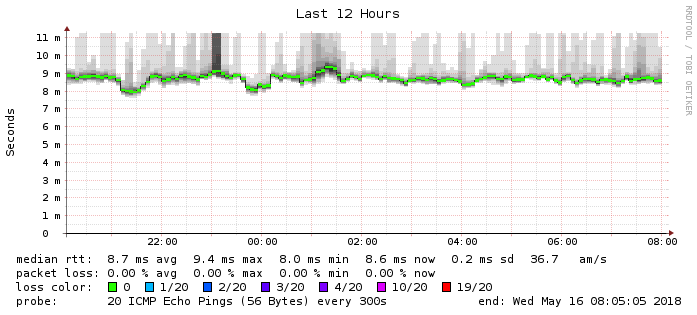 Last 12 Hours
RRDTOOL / TOBI OETIKER
Seconds
11 m
10 m
9 m
8 m
7 m
6 m
5 m
4 m
3 m
2 m
1 m
0
22:00 00:00 02:00 04:00 06:00 08:00
median rtt: 8.7 ms avg 9.4 ms max 8.0 ms min 8.6 ms now 0.2 ms sd 36.7 am/s
packet loss: 0.00 % avg 0.00 % max 0.00 % min 0.00 % now
loss color: 0 1/20 2/20 3/20 4/20 10/20 19/20
probe: 20 ICMP Echo Pings (56 Bytes) every 300s end: Wed May 16 08:05:05 2018